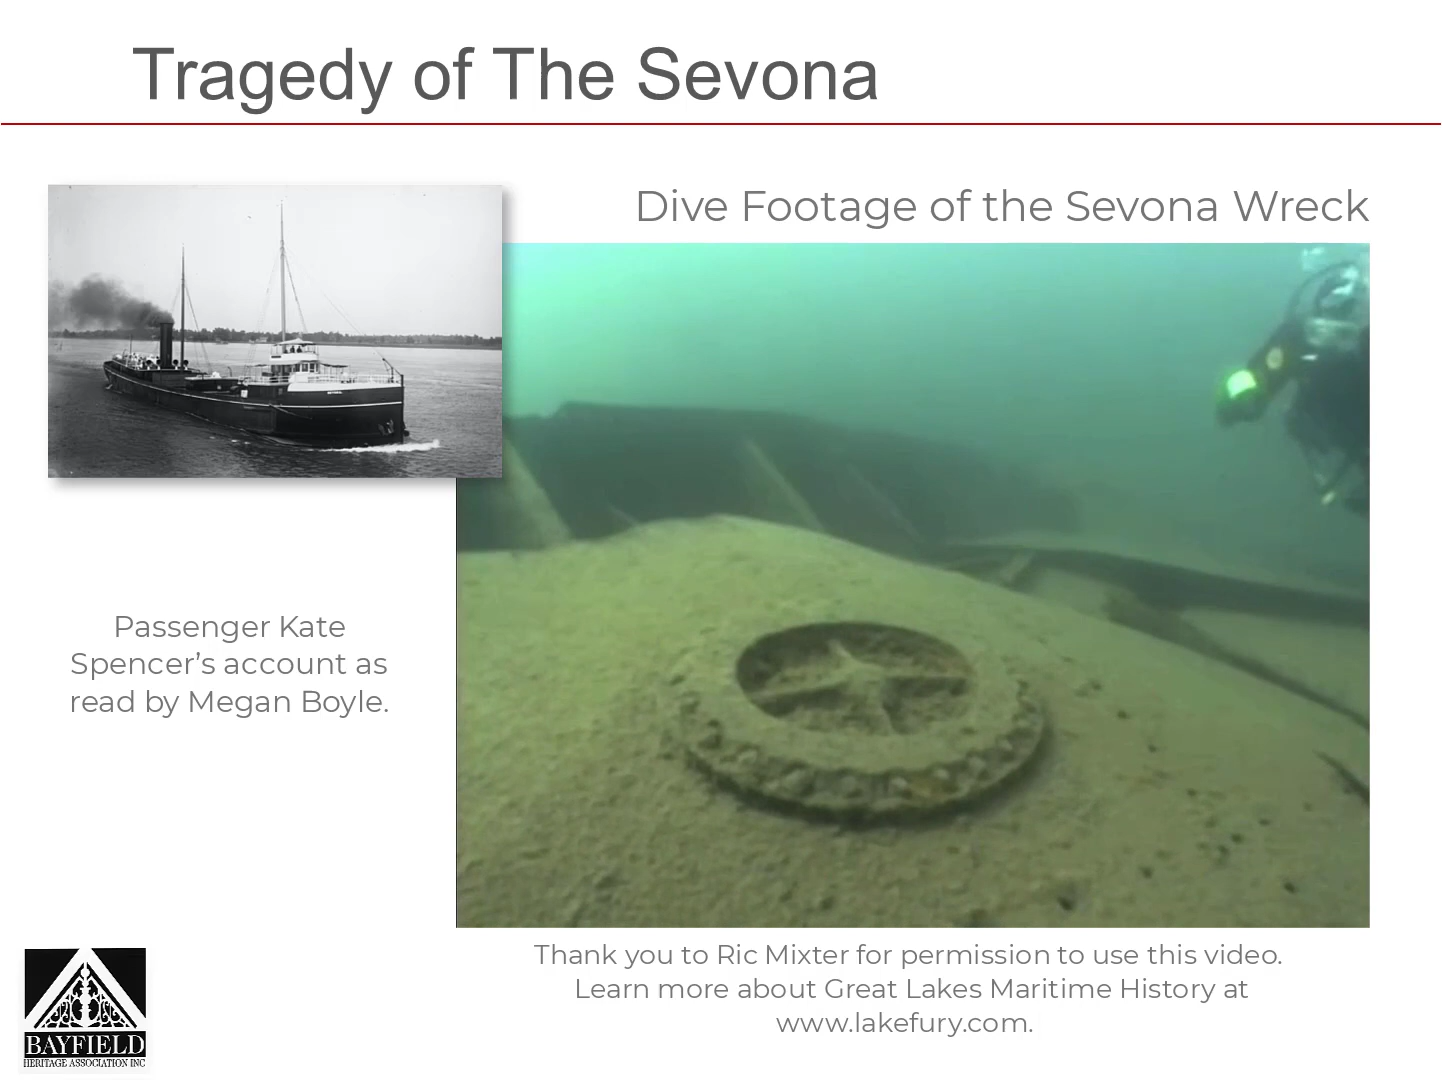 Tragedy of The Sevona
Dive Footage of the Sevona Wreck
Passenger Kate
Spencer’s account as
read by Megan Boyle.
Thank you to Ric Mixter for permission to use this video.
Learn more about Great Lakes Maritime History at
www.lakefury.com.
BAYFIELD
HERITAGE ASSOCIATION INC